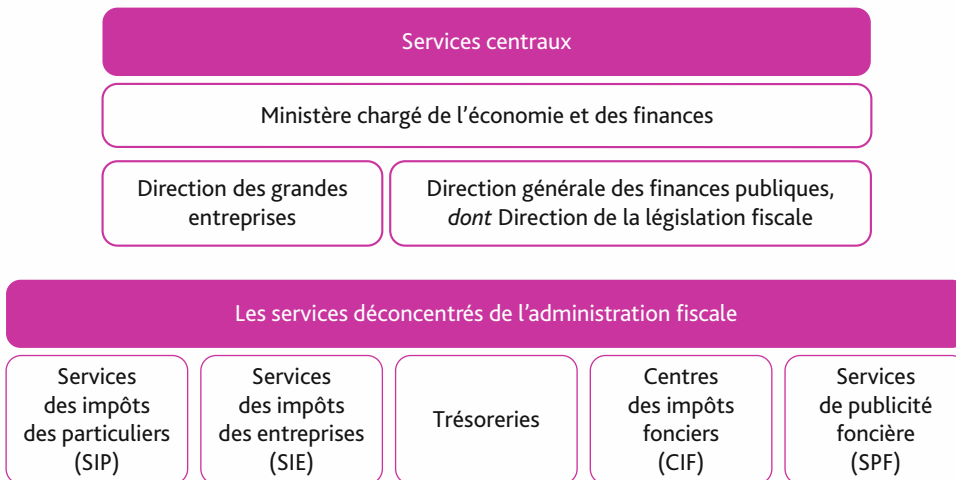 Services centraux
Ministère chargé de l'économie et des finances
Direction des grandes
entreprises
Direction générale des finances publiques,
dont Direction de la législation fiscale
Les services déconcentrés de l'administration fiscale
Services
des impôts
des particuliers
(SIP)
Services
des impôts
des entreprises
(SIE)
Trésoreries
Centres
des impôts
fonciers
(CIF)
Services
de publicité
foncière
(SPF)